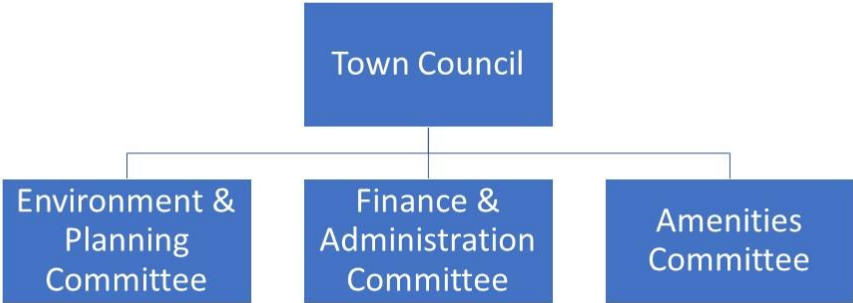 Town Council
Environment &
Planning
Committee
Finance &
Administration
Committee
Amenities
Committee